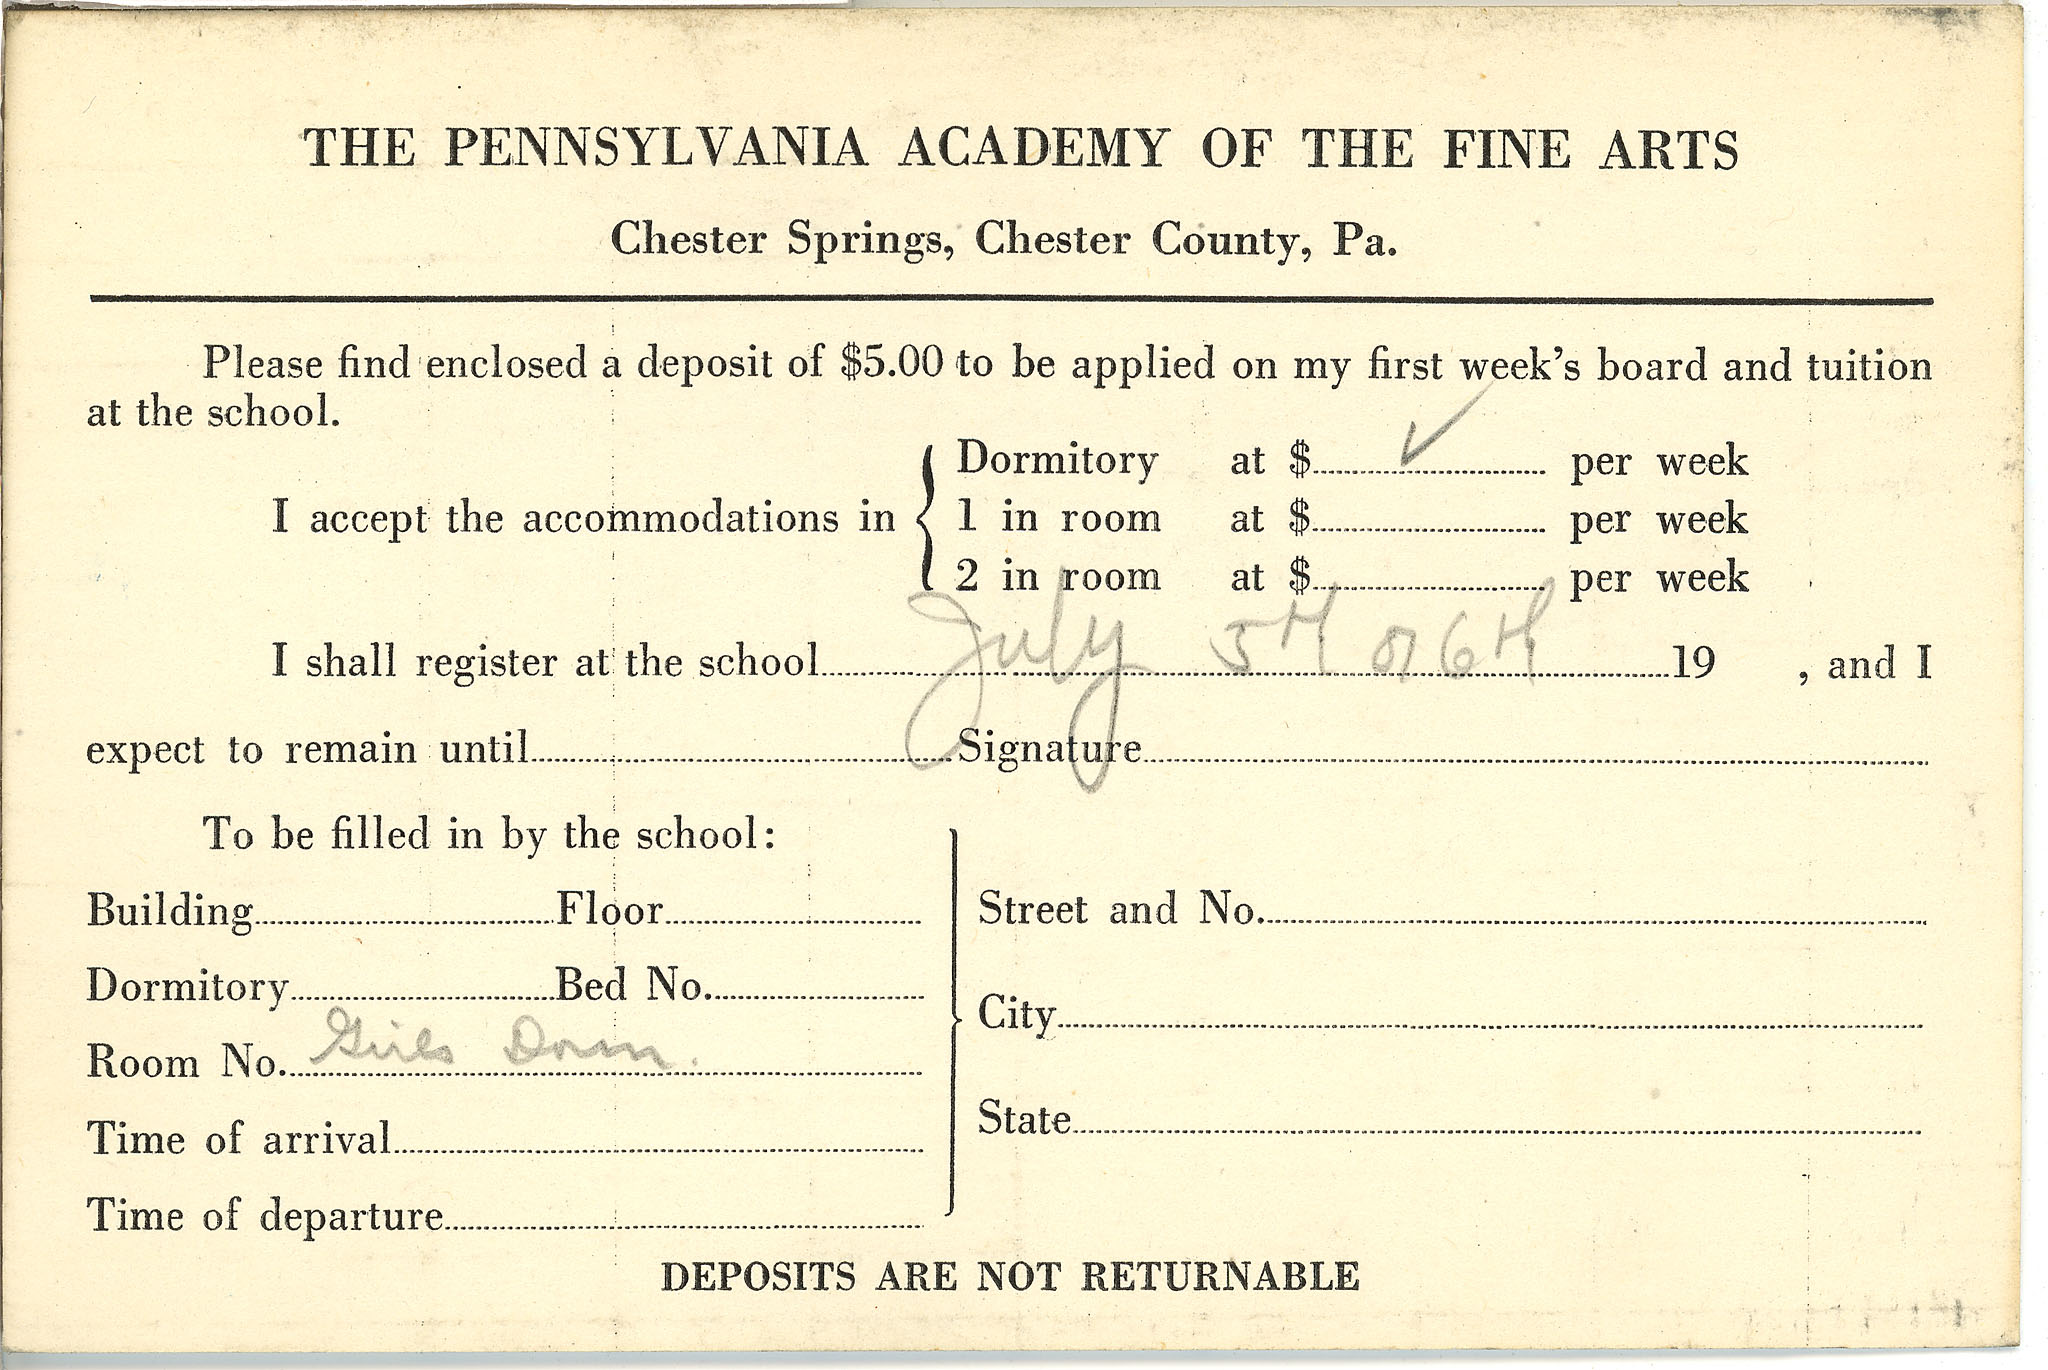 THE PENNSYLVANIA ACADEMY OF THE FINE ARTS
Chester Springs, Chester County, Pa.
Please find enclosed a deposit of $5.00 to be applied on my first week's board and tuition
at the school.
Dormitory at $ ✓ per week
I accept the accommodations in { 1 in room at $ per week
2 in room at $ per week
I shall register at the school July 5th or 6th 19 , and I
expect to remain until Signature
To be filled in by the school:
Building Floor Street and No.
Dormitory Bed No.
City
Room No. Girls Dorm.
Time of arrival State
Time of departure
DEPOSITS ARE NOT RETURNABLE